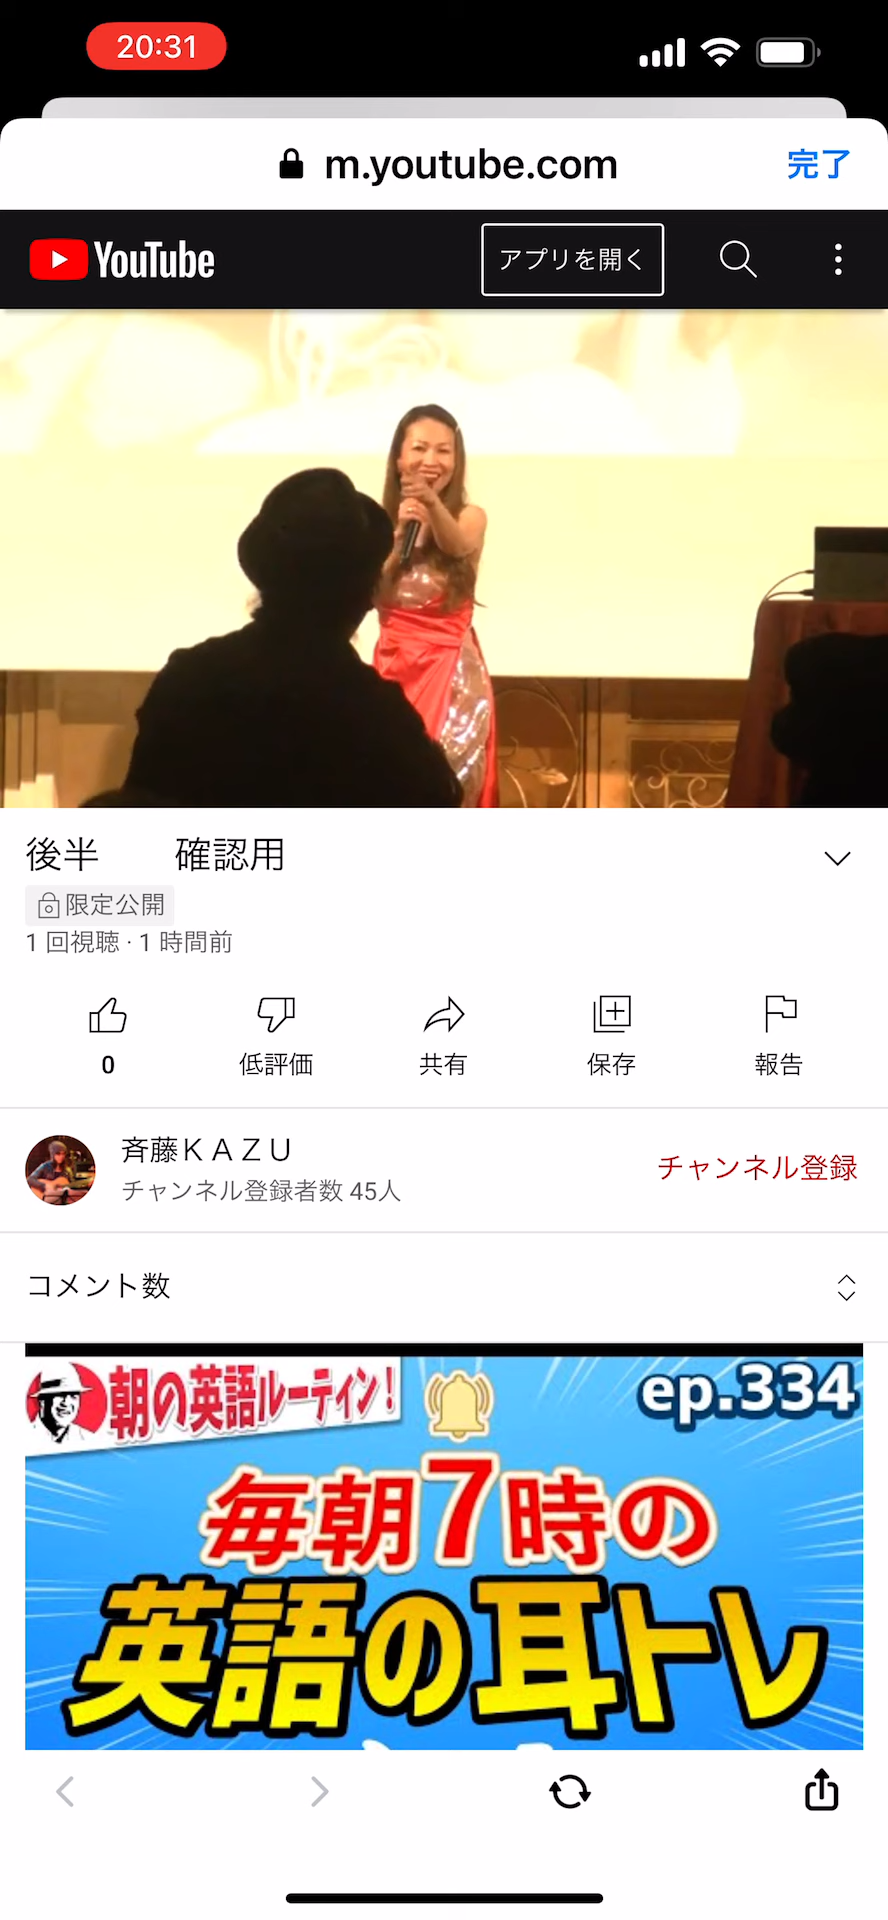 20:31
m.youtube.com
完了
YouTube
アプリを開く
後半　　確認用
限定公開
1 回視聴 · 1 時間前
0
低評価
共有
保存
報告
斉藤ＫＡＺＵ
チャンネル登録者数 45人
チャンネル登録
コメント数
朝の英語ルーティン！
ep.334
毎朝7時の
英語の耳トレ